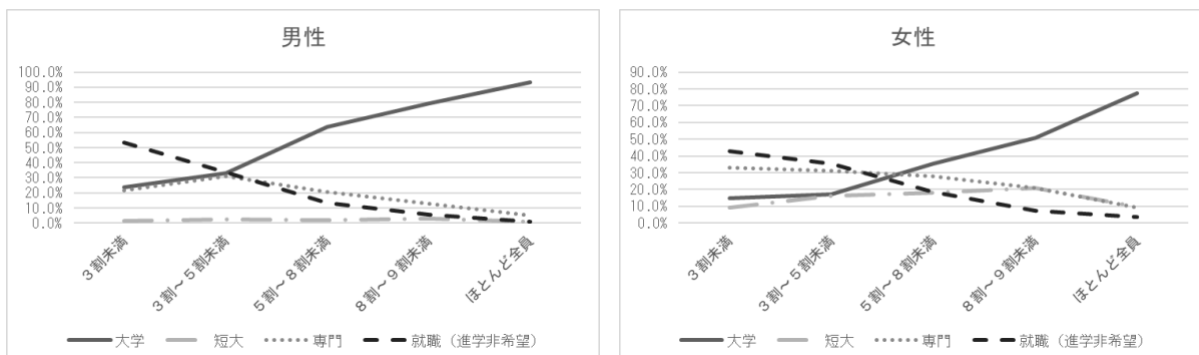 男性
100.0%
90.0%
80.0%
70.0%
60.0%
50.0%
40.0%
30.0%
20.0%
10.0%
0.0%
3割未満
3割～5割未満
5割～8割未満
8割～9割未満
ほとんど全員
大学 短大 専門 就職（進学非希望）
女性
90.0%
80.0%
70.0%
60.0%
50.0%
40.0%
30.0%
20.0%
10.0%
0.0%
3割未満
3割～5割未満
5割～8割未満
8割～9割未満
ほとんど全員
大学 短大 専門 就職（進学非希望）